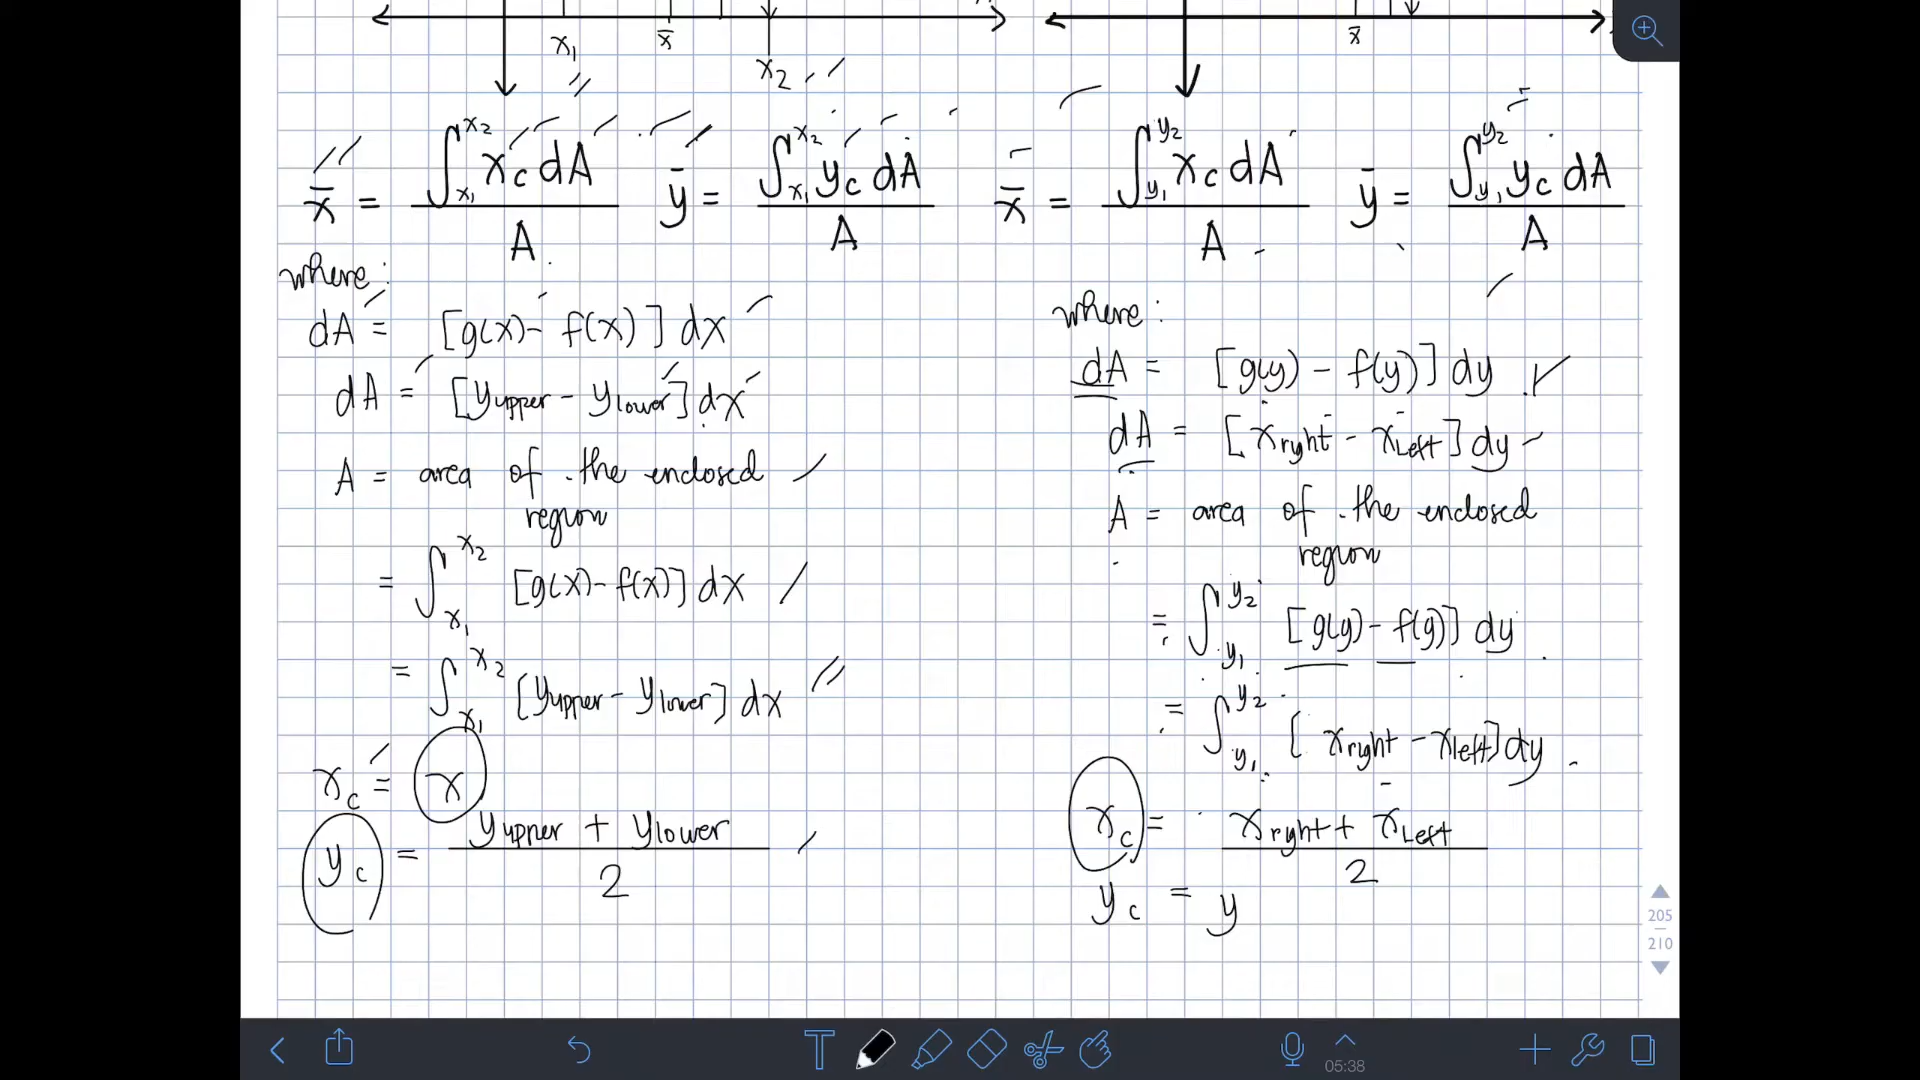 x₁ x̄ x₂
x̄
x̄ = ∫_{x₁}^{x₂} x_c dA / A ȳ = ∫_{x₁}^{x₂} y_c dA / A
x̄ = ∫_{y₁}^{y₂} x_c dA / A ȳ = ∫_{y₁}^{y₂} y_c dA / A
where:
dA = [g(x) - f(x)] dx
dA = [y_upper - y_lower] dx
A = area of the enclosed
region
= ∫_{x₁}^{x₂} [g(x) - f(x)] dx
= ∫_{x₁}^{x₂} [y_upper - y_lower] dx
x_c = x
y_c = (y_upper + y_lower) / 2
where:
dA = [g(y) - f(y)] dy
dA = [x_right - x_Left] dy
A = area of the enclosed
region
= ∫_{y₁}^{y₂} [g(y) - f(y)] dy
= ∫_{y₁}^{y₂} [x_right - x_left] dy
x_c = (x_right + x_Left) / 2
y_c = y
205
210
T
05:38